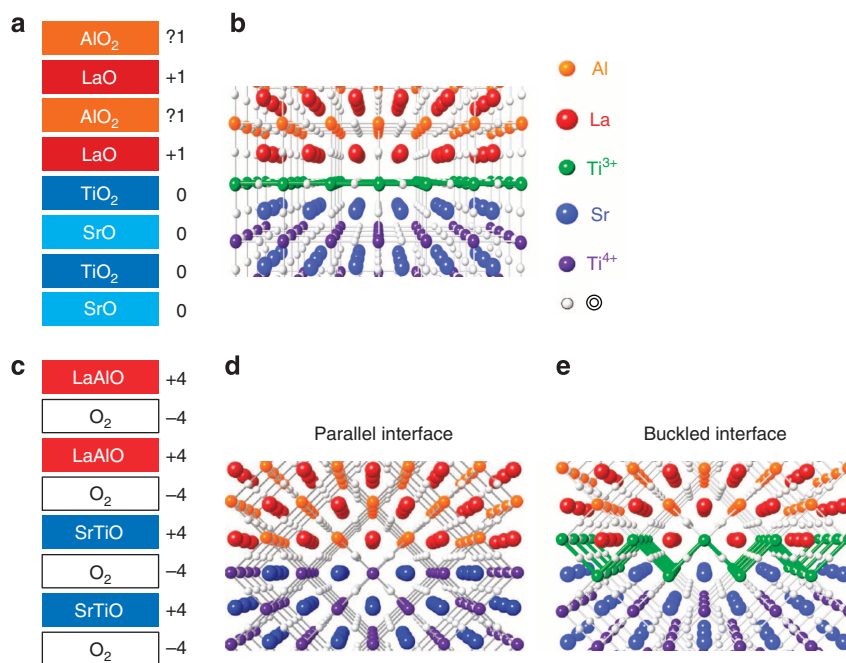 a
AlO2 ?1
LaO +1
AlO2 ?1
LaO +1
TiO2 0
SrO 0
TiO2 0
SrO 0
b
Al
La
Ti3+
Sr
Ti4+
c
LaAlO +4
O2 –4
LaAlO +4
O2 –4
SrTiO +4
O2 –4
SrTiO +4
O2 –4
d
Parallel interface
e
Buckled interface